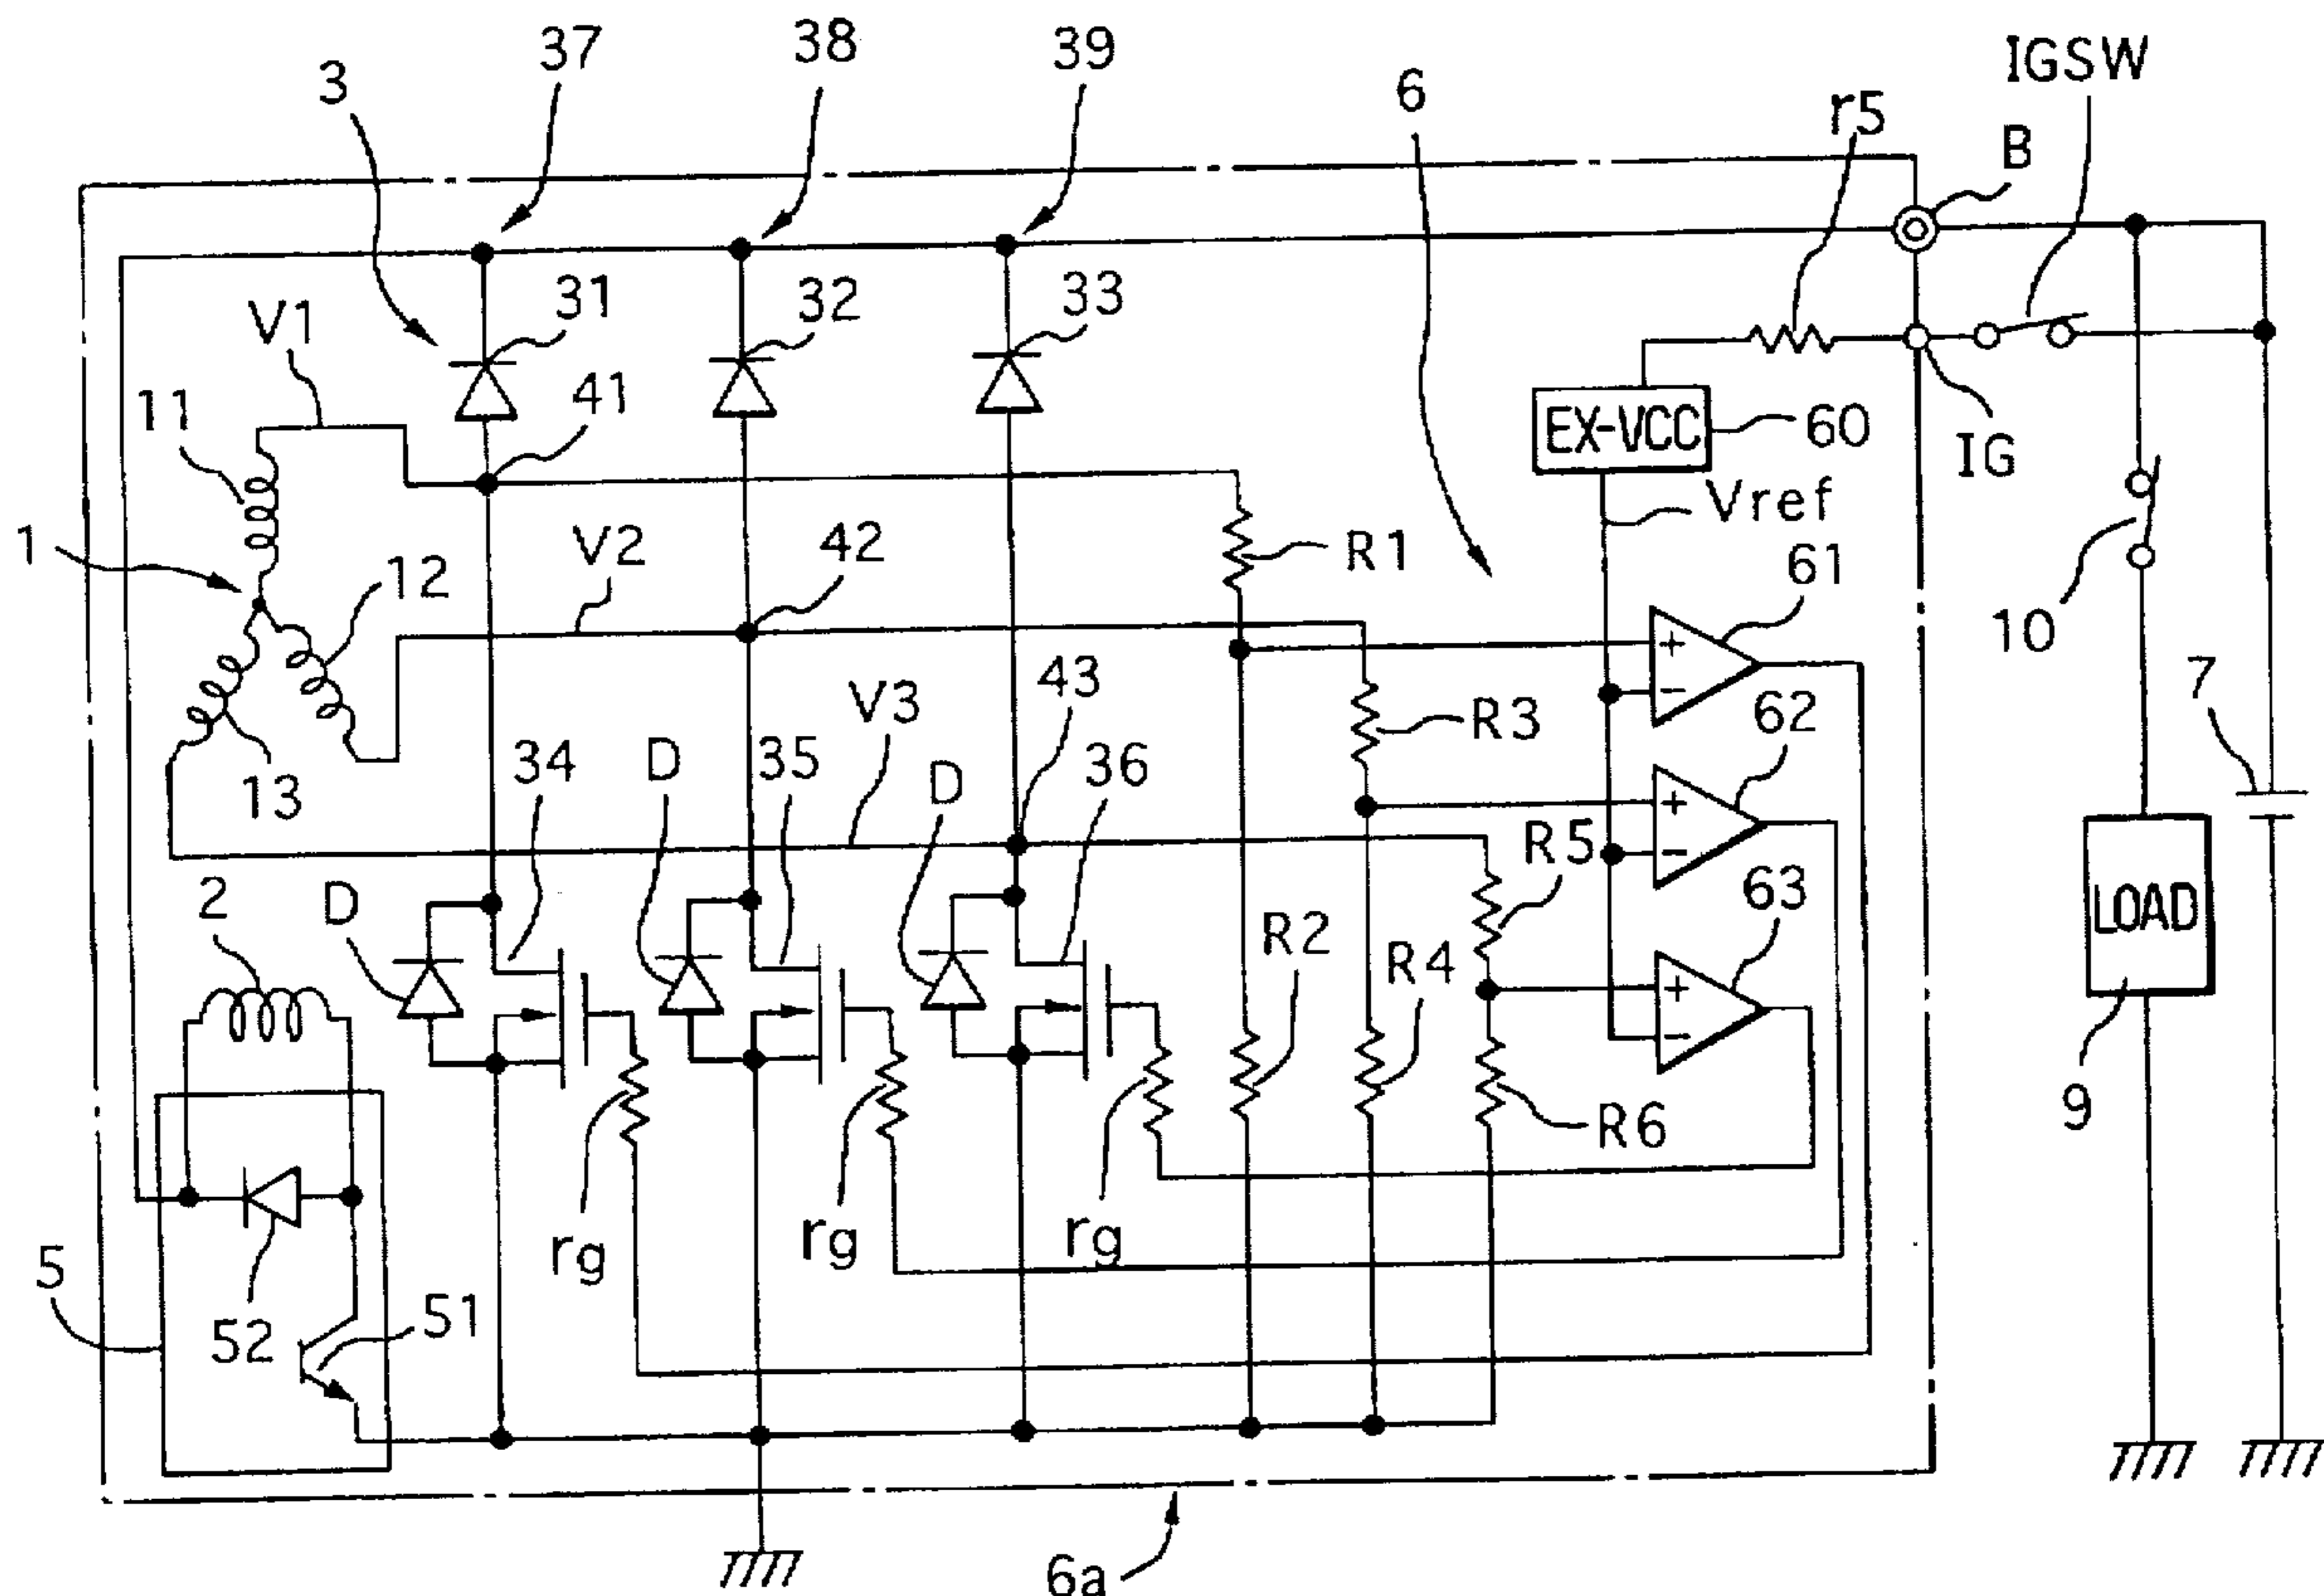 37
38
39
IGSW
3
6
r5
B
31
32
33
V1
11
41
EX-VCC
60
IG
Vref
1
V2
42
R1
61
12
10
43
V3
R3
62
7
13
34
D
35
D
36
R5
2
D
63
R2
R4
LOAD
R6
9
rg
rg
rg
5
52
51
6a
+
-
+
-
+
-